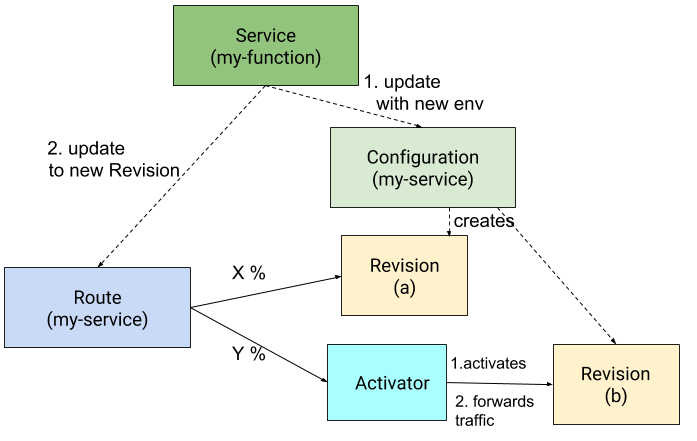 Service
(my-function)
1. update
with new env
2. update
to new Revision
Configuration
(my-service)
creates
Revision
(a)
X %
Route
(my-service)
Y %
Activator
1.activates
2. forwards
traffic
Revision
(b)